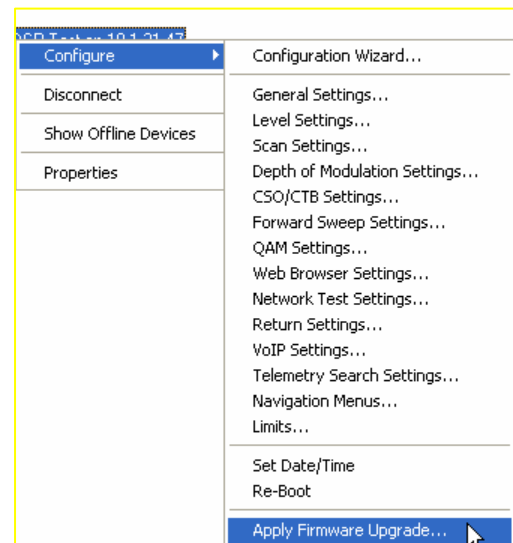 Configure
Disconnect
Show Offline Devices
Properties
Configuration Wizard...
General Settings...
Level Settings...
Scan Settings...
Depth of Modulation Settings...
CSO/CTB Settings...
Forward Sweep Settings...
QAM Settings...
Web Browser Settings...
Network Test Settings...
Return Settings...
VoIP Settings...
Telemetry Search Settings...
Navigation Menus...
Limits...
Set Date/Time
Re-Boot
Apply Firmware Upgrade...